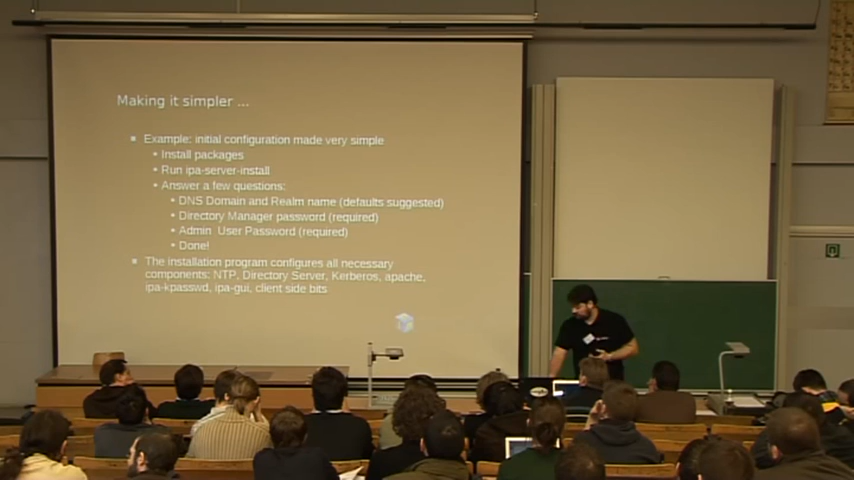 Making it simpler ...
Example: initial configuration made very simple
Install packages
Run ipa-server-install
Answer a few questions:
DNS Domain and Realm name (defaults suggested)
Directory Manager password (required)
Admin User Password (required)
Done!
The installation program configures all necessary
components: NTP, Directory Server, Kerberos, apache,
ipa-kpasswd, ipa-gui, client side bits